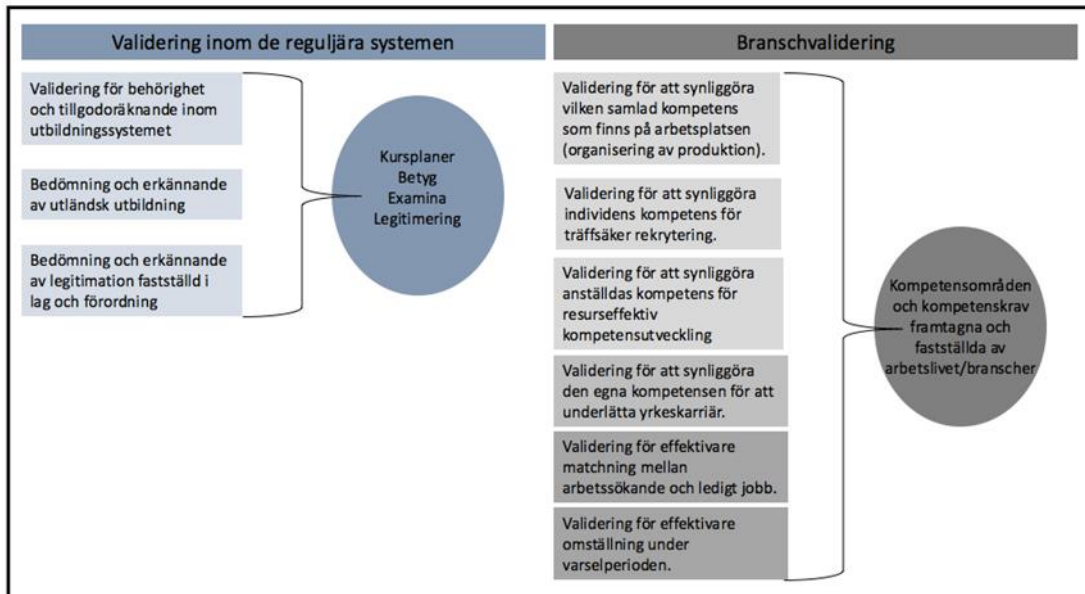 Validering inom de reguljära systemen
Validering för behörighet
och tillgodoräknande inom
utbildningssystemet
Bedömning och erkännande
av utländsk utbildning
Bedömning och erkännande
av legitimation fastställd i
lag och förordning
Kursplaner
Betyg
Examina
Legitimering
Branschvalidering
Validering för att synliggöra
vilken samlad kompetens
som finns på arbetsplatsen
(organisering av produktion).
Validering för att synliggöra
individens kompetens för
träffsäker rekrytering.
Validering för att synliggöra
anställdas kompetens för
resurseffektiv
kompetensutveckling
Validering för att synliggöra
den egna kompetensen för att
underlätta yrkeskarriär.
Validering för effektivare
matchning mellan
arbetssökande och ledigt jobb.
Validering för effektivare
omställning under
varselperioden.
Kompetensområden
och kompetenskrav
framtagna och
fastställda av
arbetslivet/branscher